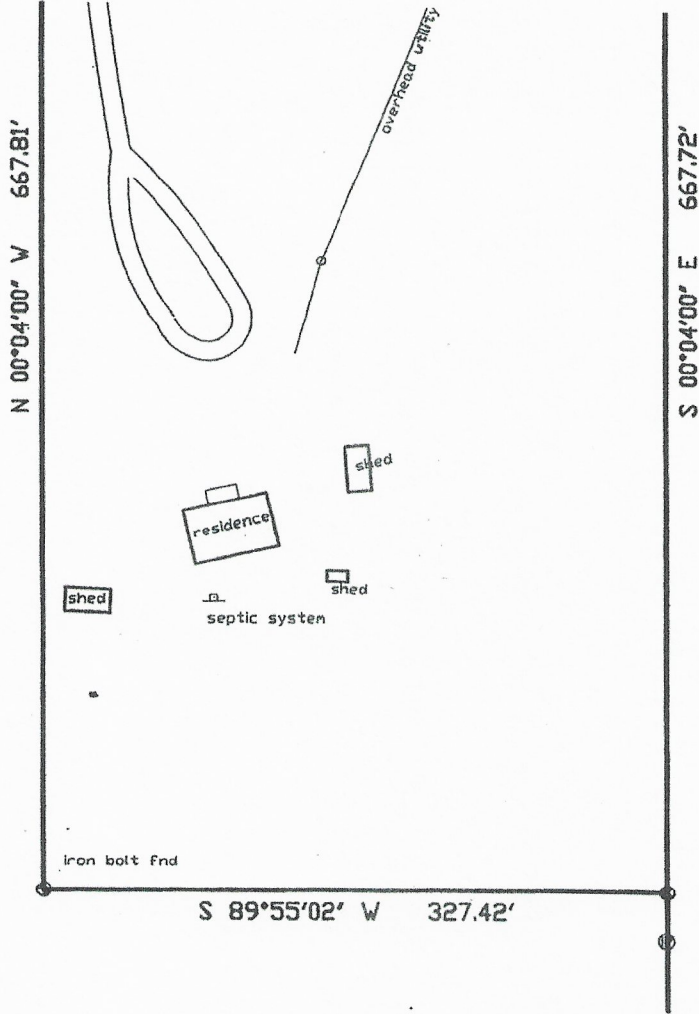 overhead utility
N 00°04'00" W 667.81'
S 00°04'00" E 667.72'
shed
residence
shed
shed
septic system
iron bolt fnd
S 89°55'02" W 327.42'